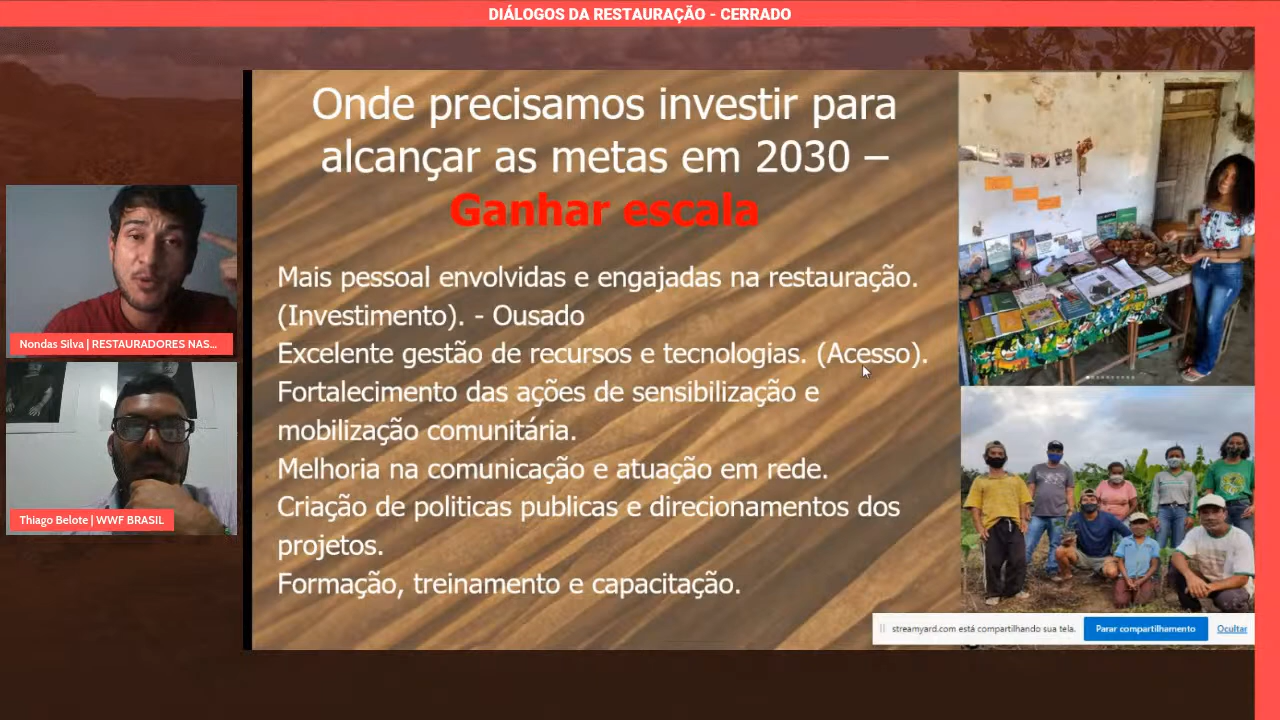 DIÁLOGOS DA RESTAURAÇÃO - CERRADO
Onde precisamos investir para
alcançar as metas em 2030 –
Ganhar escala
Mais pessoal envolvidas e engajadas na restauração.
(Investimento). - Ousado
Excelente gestão de recursos e tecnologias. (Acesso).
Fortalecimento das ações de sensibilização e
mobilização comunitária.
Melhoria na comunicação e atuação em rede.
Criação de politicas publicas e direcionamentos dos
projetos.
Formação, treinamento e capacitação.
Nondas Silva | RESTAURADORES NAS...
Thiago Belote | WWF BRASIL
streamyard.com está compartilhando sua tela.
Parar compartilhamento
Ocultar